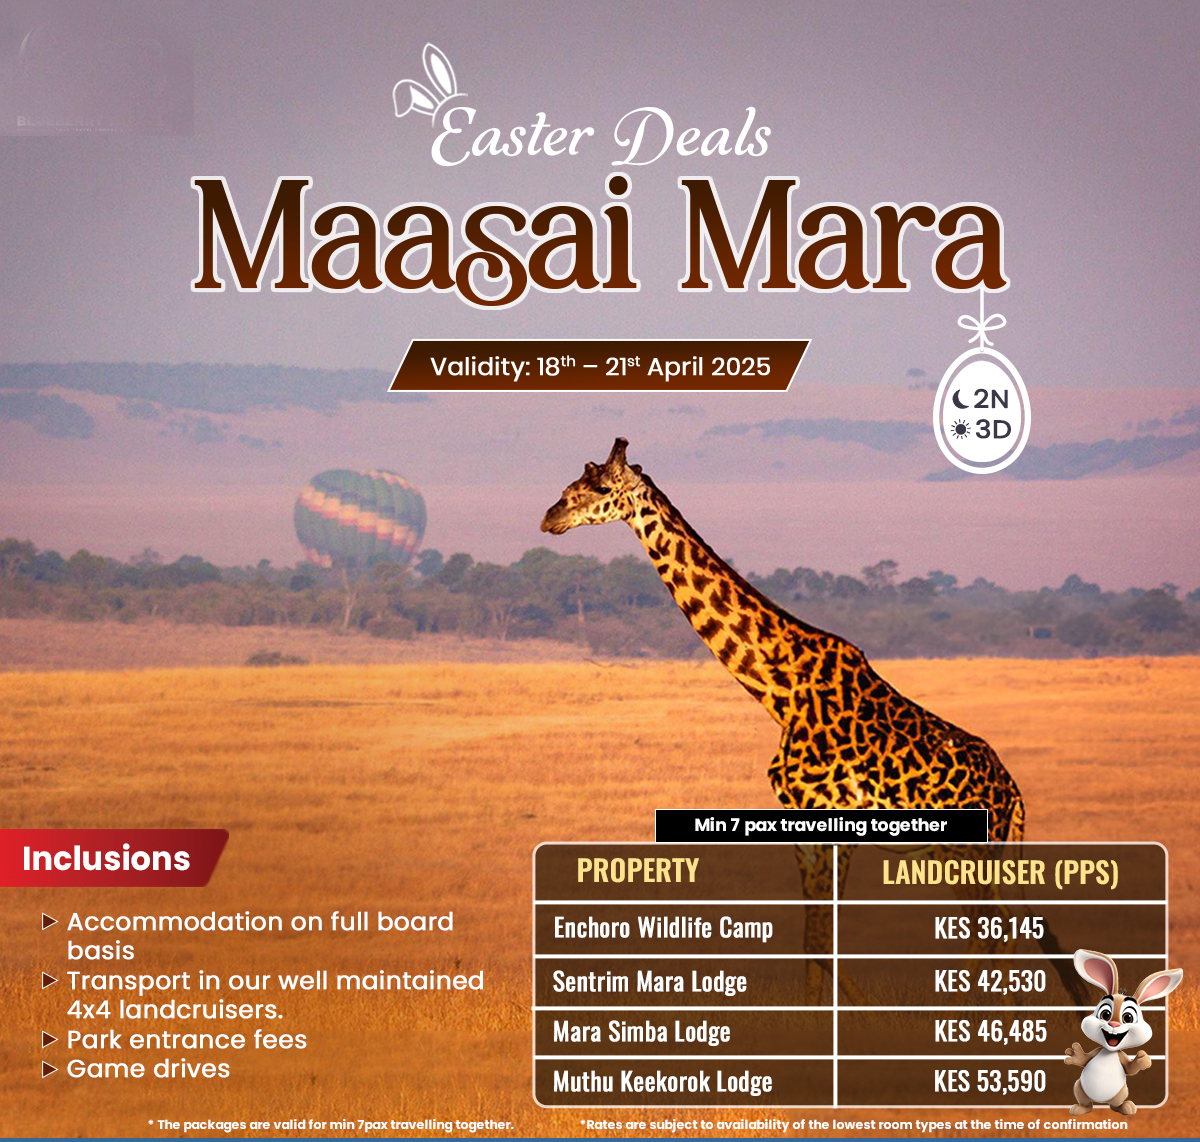 Easter Deals
Maasai Mara
Validity: 18th – 21st April 2025
2N
3D
Min 7 pax travelling together
Inclusions
Accommodation on full board
basis
Transport in our well maintained
4x4 landcruisers.
Park entrance fees
Game drives
PROPERTY LANDCRUISER (PPS)
Enchoro Wildlife Camp KES 36,145
Sentrim Mara Lodge KES 42,530
Mara Simba Lodge KES 46,485
Muthu Keekorok Lodge KES 53,590
* The packages are valid for min 7pax travelling together.
*Rates are subject to availability of the lowest room types at the time of confirmation